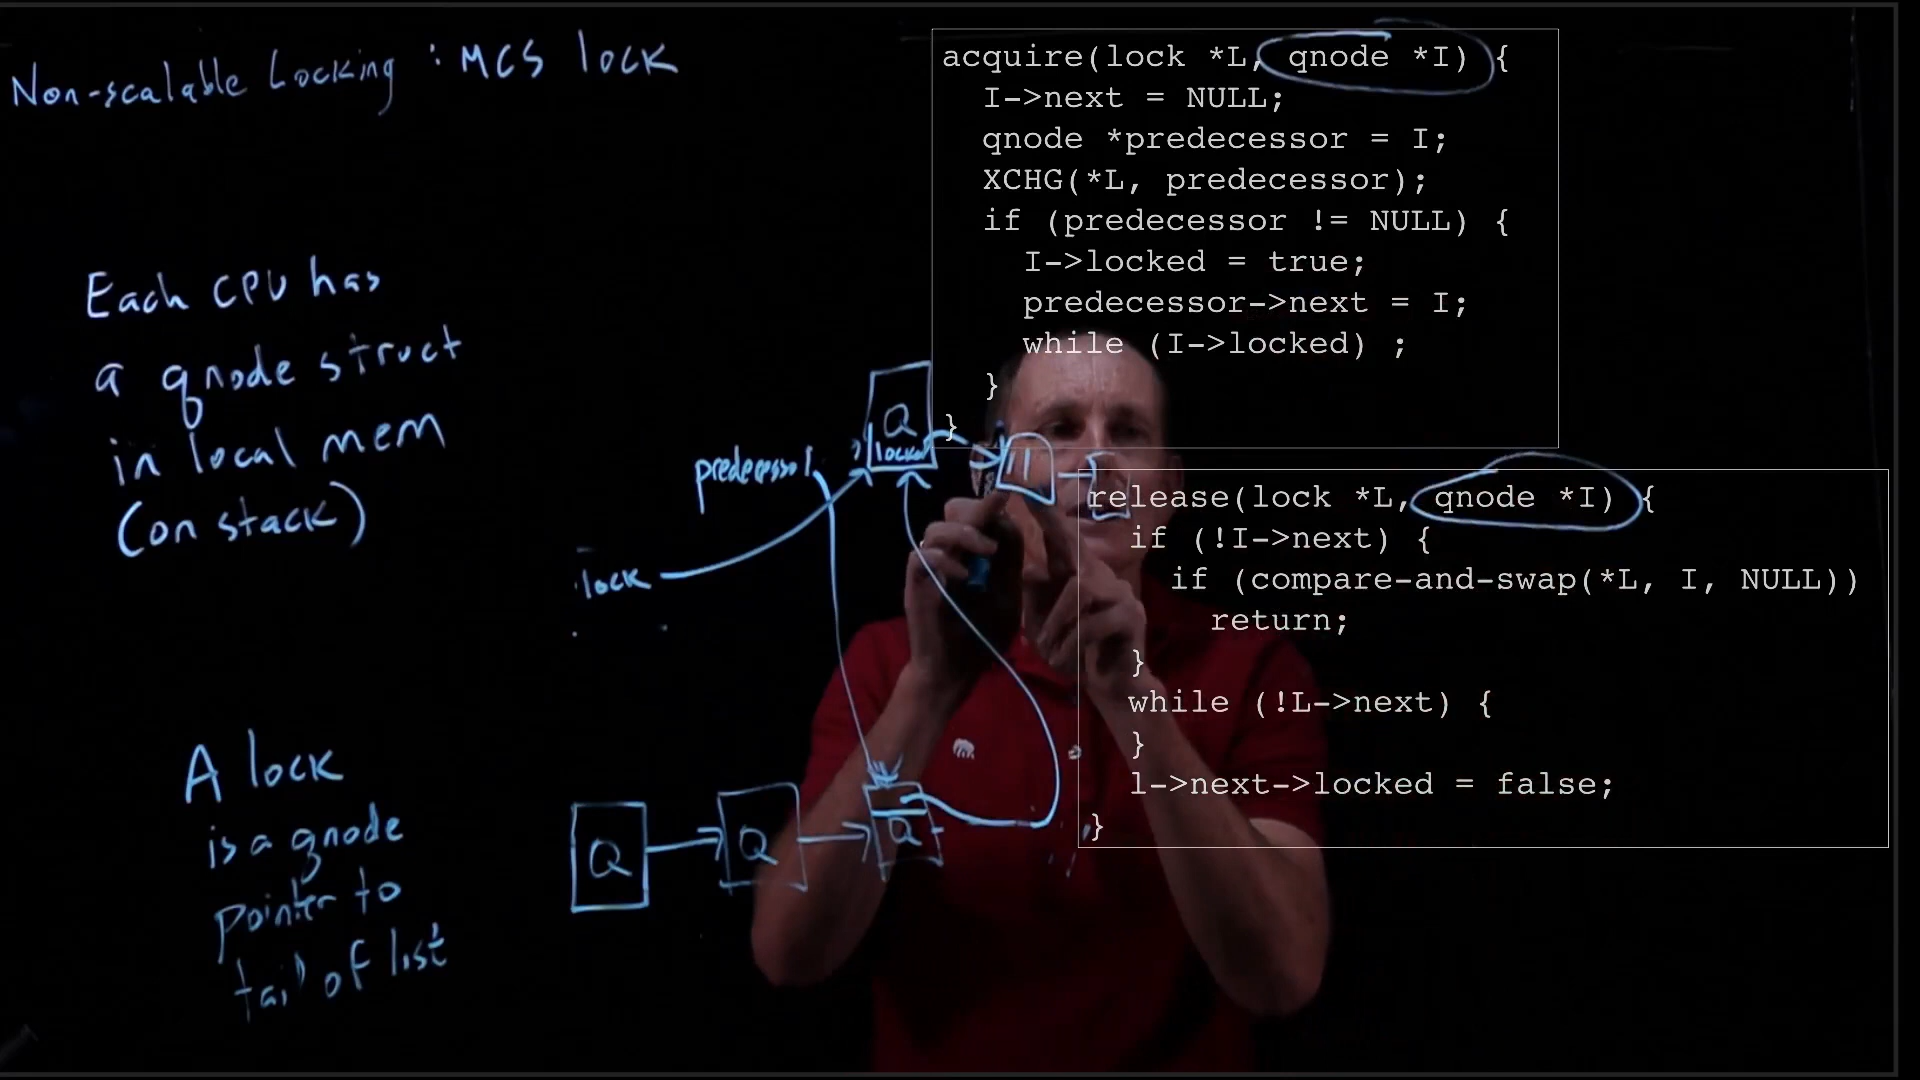 Non-scalable Locking : MCS lock
acquire(lock *L, qnode *I) {
I->next = NULL;
qnode *predecessor = I;
XCHG(*L, predecessor);
if (predecessor != NULL) {
I->locked = true;
predecessor->next = I;
while (I->locked) ;
}
}
Each CPU has
a qnode struct
in local mem
(on stack)
Q
locked
predecessor
lock
release(lock *L, qnode *I) {
if (!I->next) {
if (compare-and-swap(*L, I, NULL))
return;
}
while (!L->next) {
}
l->next->locked = false;
}
A lock
is a qnode
pointer to
tail of list
Q
Q
Q